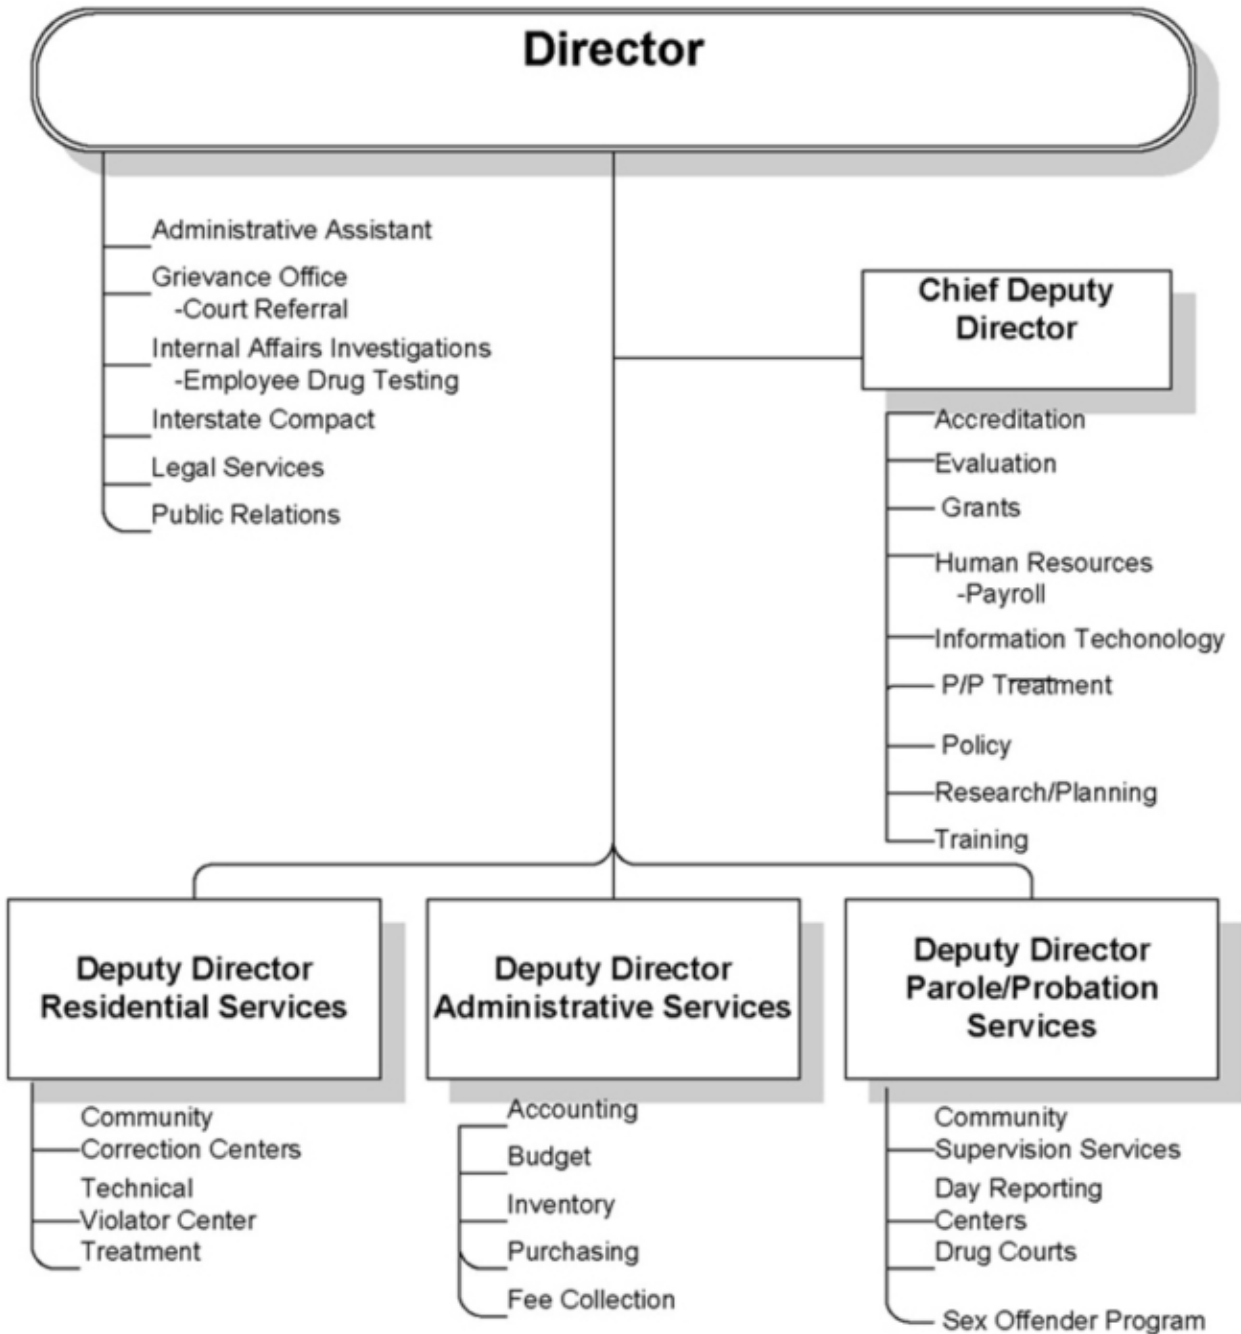 Director
Administrative Assistant
Grievance Office
-Court Referral
Internal Affairs Investigations
-Employee Drug Testing
Interstate Compact
Legal Services
Public Relations
Chief Deputy
Director
Accreditation
Evaluation
Grants
Human Resources
-Payroll
Information Techonology
P/P Treatment
Policy
Research/Planning
Training
Deputy Director
Residential Services
Community
Correction Centers
Technical
Violator Center
Treatment
Deputy Director
Administrative Services
Accounting
Budget
Inventory
Purchasing
Fee Collection
Deputy Director
Parole/Probation
Services
Community
Supervision Services
Day Reporting
Centers
Drug Courts
Sex Offender Program